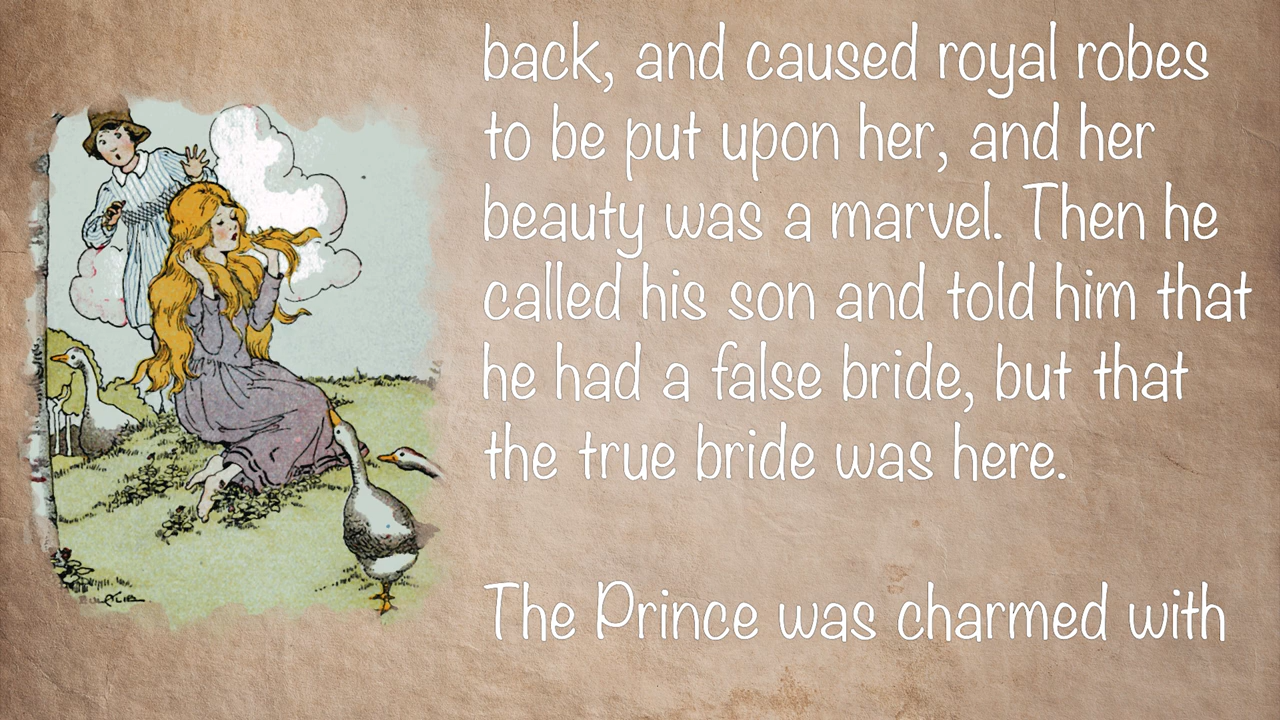 back, and caused royal robes
to be put upon her, and her
beauty was a marvel. Then he
called his son and told him that
he had a false bride, but that
the true bride was here.
The Prince was charmed with